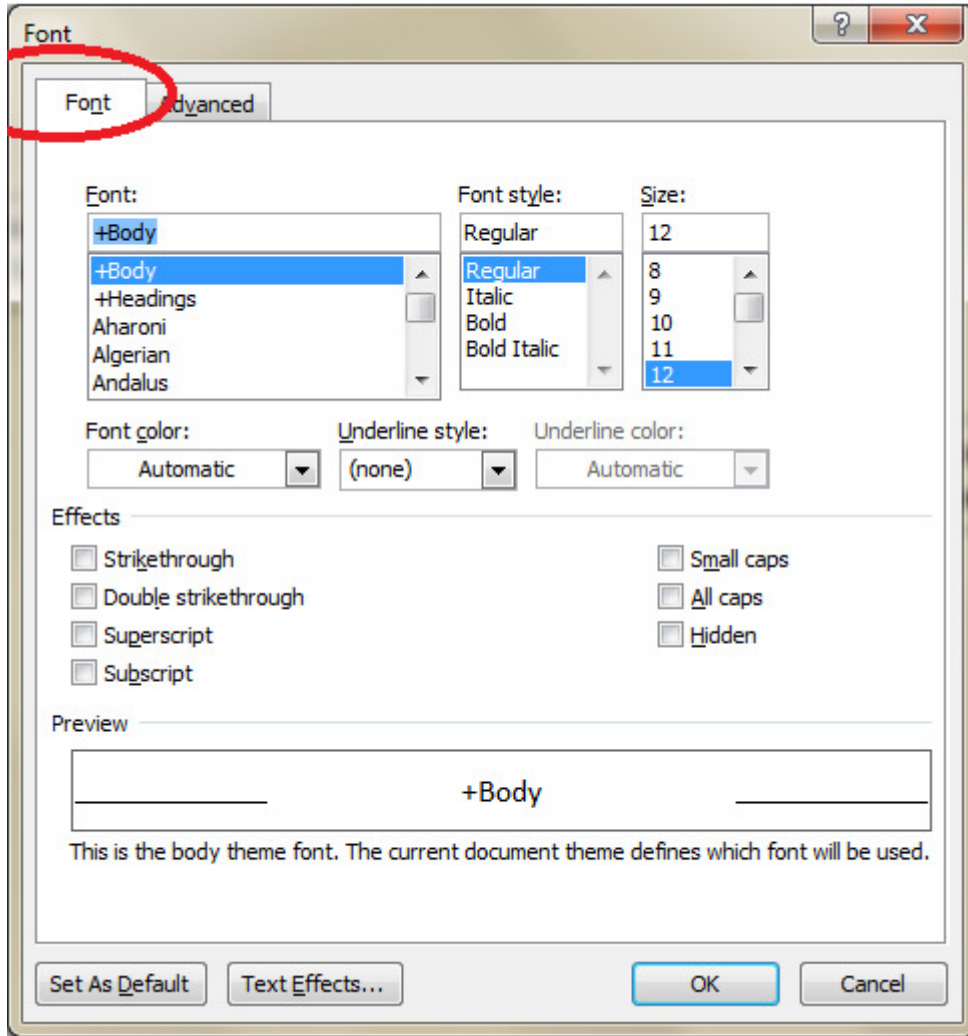 Font
Font Advanced
Font: Font style: Size:
+Body Regular 12
+Body Regular 8
+Headings Italic 9
Aharoni Bold 10
Algerian Bold Italic 11
Andalus 12
Font color: Underline style: Underline color:
Automatic (none) Automatic
Effects
Strikethrough Small caps
Double strikethrough All caps
Superscript Hidden
Subscript
Preview
+Body
This is the body theme font. The current document theme defines which font will be used.
Set As Default Text Effects... OK Cancel